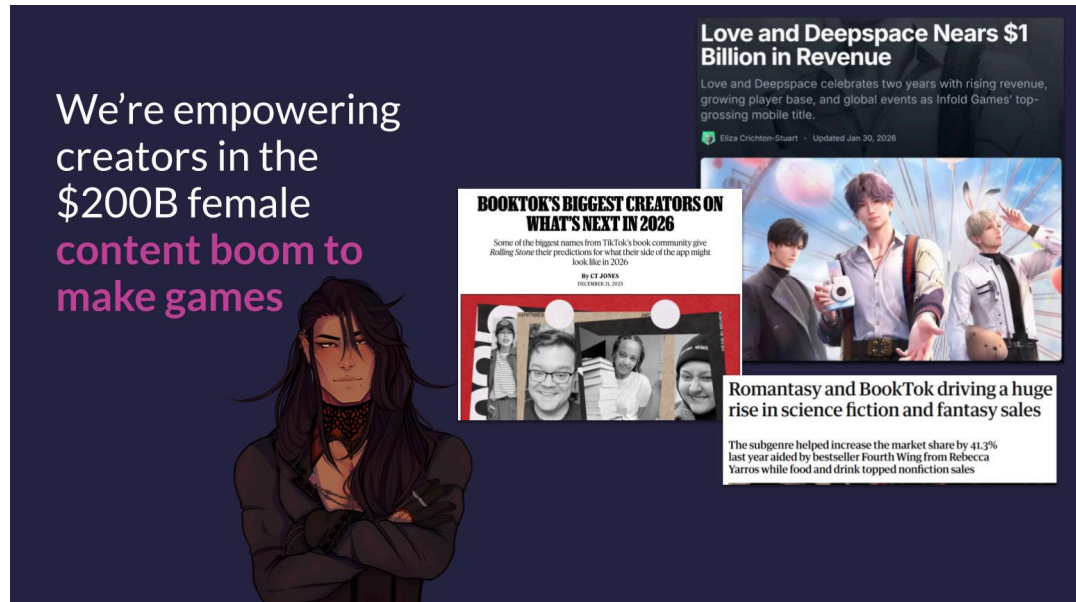 We’re empowering
creators in the
$200B female
content boom to
make games
Love and Deepspace Nears $1
Billion in Revenue
Love and Deepspace celebrates two years with rising revenue,
growing player base, and global events as Infold Games' top-
grossing mobile title.
Eliza Crichton-Stuart - Updated Jan 30, 2026
BOOKTOK'S BIGGEST CREATORS ON
WHAT'S NEXT IN 2026
Some of the biggest names from TikTok's book community give
Rolling Stone their predictions for what their side of the app might
look like in 2026
By CT JONES
DECEMBER 21, 2025
Romantasy and BookTok driving a huge
rise in science fiction and fantasy sales
The subgenre helped increase the market share by 41.3%
last year aided by bestseller Fourth Wing from Rebecca
Yarros while food and drink topped nonfiction sales